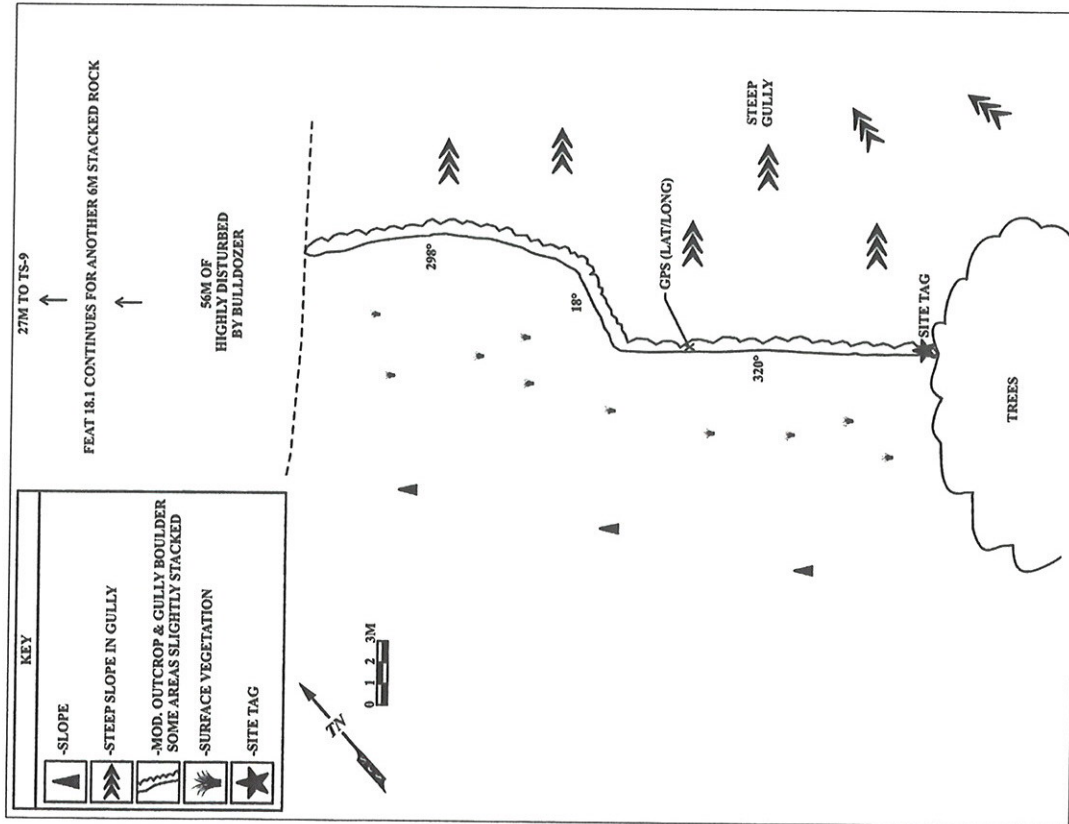 27M TO TS-9
FEAT 18.1 CONTINUES FOR ANOTHER 6M STACKED ROCK
56M OF
HIGHLY DISTURBED
BY BULLDOZER
KEY
-SLOPE
-STEEP SLOPE IN GULLY
-MOD. OUTCROP & GULLY BOULDER
SOME AREAS SLIGHTLY STACKED
-SURFACE VEGETATION
-SITE TAG
298°
18°
GPS (LAT/LONG)
STEEP
GULLY
TN
0 1 2 3M
320°
SITE TAG
TREES